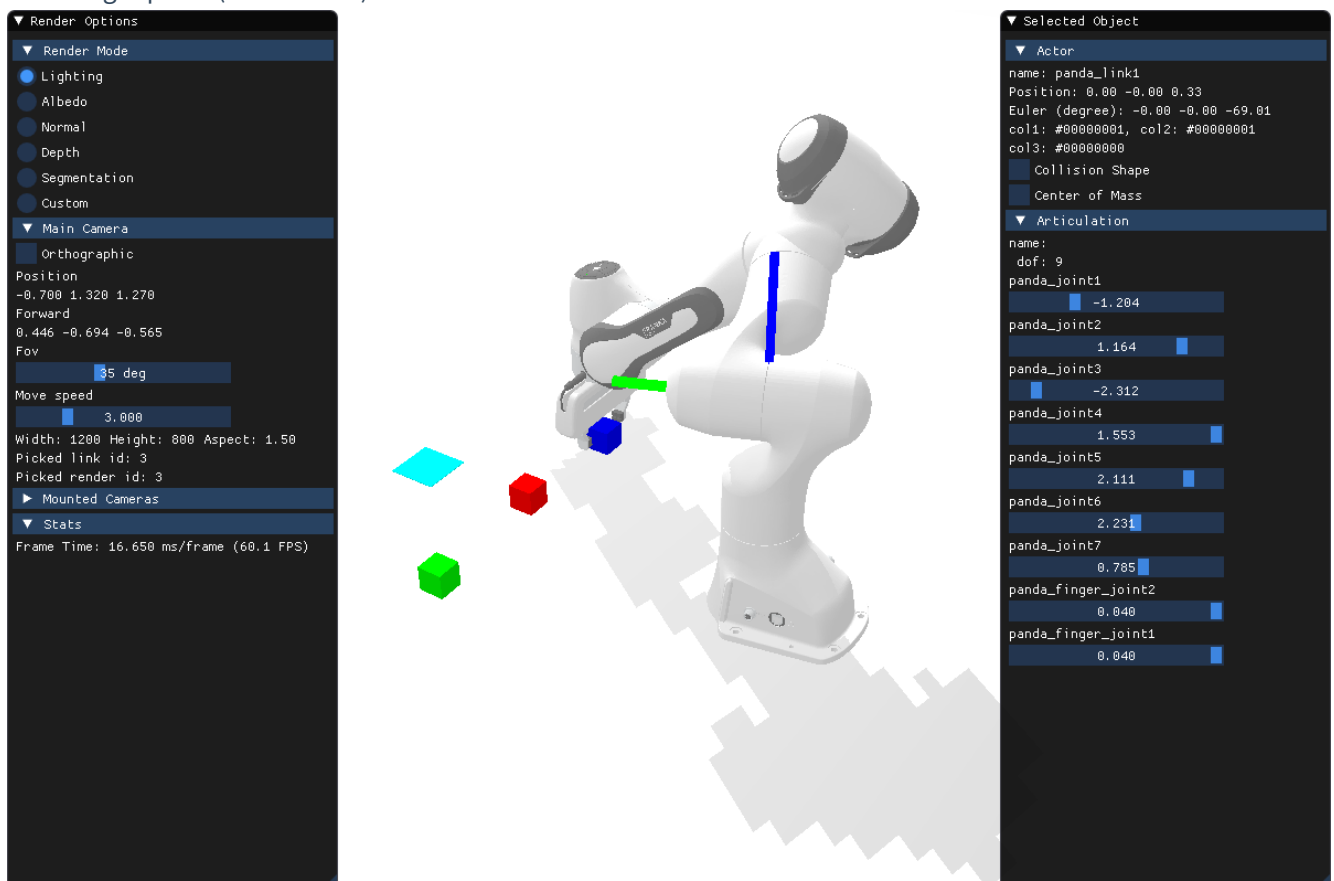 Render Options
Render Mode
Lighting
Albedo
Normal
Depth
Segmentation
Custom
Main Camera
Orthographic
Position
-0.700 1.320 1.270
Forward
0.446 -0.694 -0.565
Fov
35 deg
Move speed
3.000
Width: 1200 Height: 800 Aspect: 1.50
Picked link id: 3
Picked render id: 3
Mounted Cameras
Stats
Frame Time: 16.650 ms/frame (60.1 FPS)
Selected Object
Actor
name: panda_link1
Position: 0.00 -0.00 0.33
Euler (degree): -0.00 -0.00 -69.01
col1: #00000001, col2: #00000001
col3: #00000000
Collision Shape
Center of Mass
Articulation
name:
dof: 9
panda_joint1
-1.204
panda_joint2
1.164
panda_joint3
-2.312
panda_joint4
1.553
panda_joint5
2.111
panda_joint6
2.231
panda_joint7
0.785
panda_finger_joint2
0.040
panda_finger_joint1
0.040